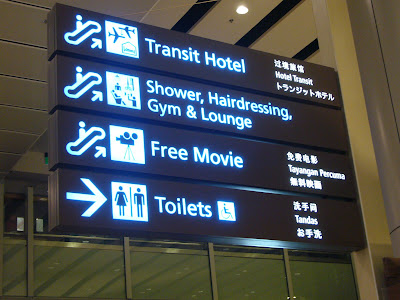 Transit Hotel
过境旅馆
Hotel Transit
トランジットホテル
Shower, Hairdressing,
Gym & Lounge
Free Movie
免费电影
Tayangan Percuma
無料映画
Toilets
洗手间
Tandas
お手洗